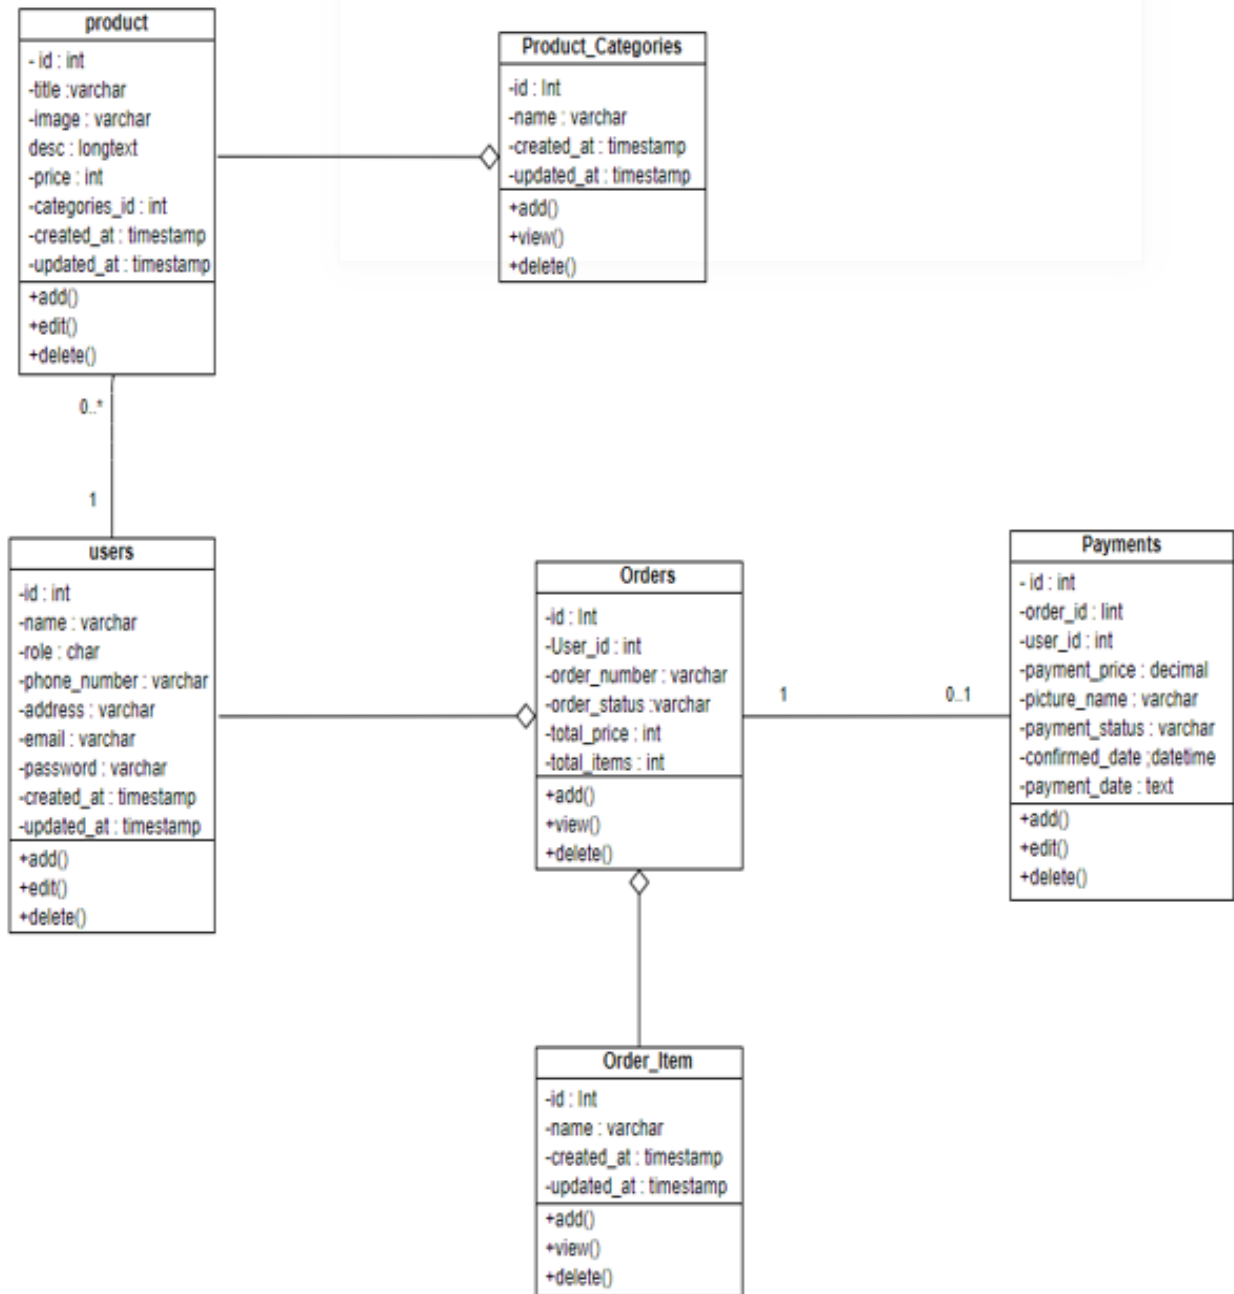 product
- id : int
-title :varchar
-image : varchar
desc : longtext
-price : int
-categories_id : int
-created_at : timestamp
-updated_at : timestamp
+add()
+edit()
+delete()
Product_Categories
-id : Int
-name : varchar
-created_at : timestamp
-updated_at : timestamp
+add()
+view()
+delete()
0..*
1
users
-id : int
-name : varchar
-role : char
-phone_number : varchar
-address : varchar
-email : varchar
-password : varchar
-created_at : timestamp
-updated_at : timestamp
+add()
+edit()
+delete()
Orders
-id : Int
-User_id : int
-order_number : varchar
-order_status :varchar
-total_price : int
-total_items : int
+add()
+view()
+delete()
1
0..1
Payments
- id : int
-order_id : Iint
-user_id : int
-payment_price : decimal
-picture_name : varchar
-payment_status : varchar
-confirmed_date ;datetime
-payment_date : text
+add()
+edit()
+delete()
Order_Item
-id : Int
-name : varchar
-created_at : timestamp
-updated_at : timestamp
+add()
+view()
+delete()